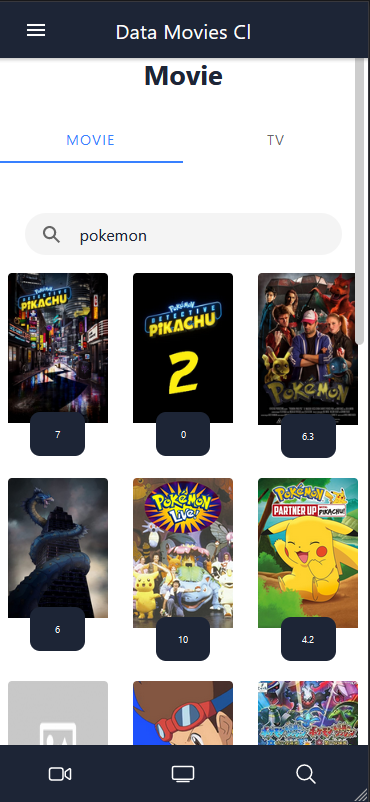 Data Movies Cl
Movie
MOVIE
TV
pokemon
POKÉMON
DETECTIVE
PIKACHU
POKÉMON
DETECTIVE
PIKACHU
2
POKÉMON
7
0
6.3
Pokémon
Live!
POKÉMON
PARTNER UP
PIKACHU!
6
10
4.2